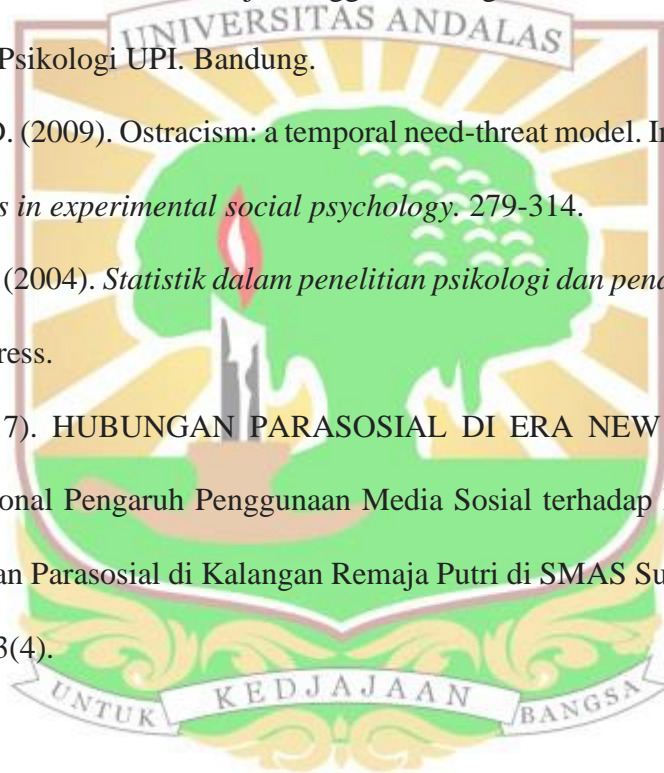 UNIVERSITAS ANDALAS
Psikologi UPI. Bandung.
. (2009). Ostracism: a temporal need-threat model. In
s in experimental social psychology. 279-314.
(2004). Statistik dalam penelitian psikologi dan pend
ress.
7). HUBUNGAN PARASOSIAL DI ERA NEW
onal Pengaruh Penggunaan Media Sosial terhadap
an Parasosial di Kalangan Remaja Putri di SMAS Su
3(4).
UNTUK KEDJAJAAN BANGSA